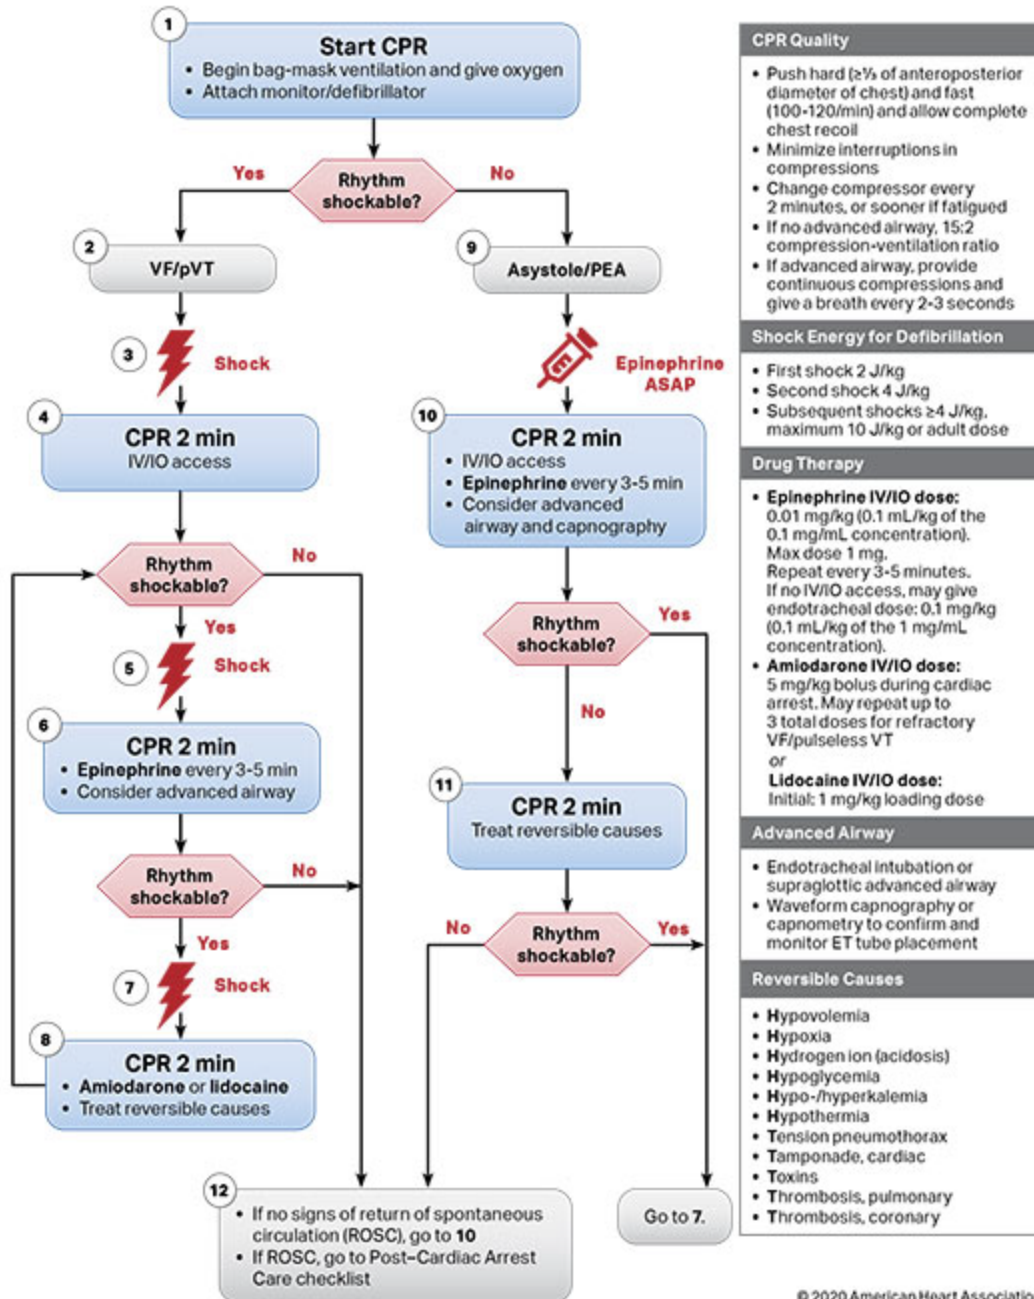 1
Start CPR
• Begin bag-mask ventilation and give oxygen
• Attach monitor/defibrillator
Rhythm
shockable?
Yes
No
2
VF/pVT
3
Shock
4
CPR 2 min
IV/IO access
Rhythm
shockable?
No
Yes
5
Shock
6
CPR 2 min
• Epinephrine every 3-5 min
• Consider advanced airway
Rhythm
shockable?
No
Yes
7
Shock
8
CPR 2 min
• Amiodarone or lidocaine
• Treat reversible causes
9
Asystole/PEA
Epinephrine
ASAP
10
CPR 2 min
• IV/IO access
• Epinephrine every 3-5 min
• Consider advanced
airway and capnography
Rhythm
shockable?
Yes
No
11
CPR 2 min
Treat reversible causes
Rhythm
shockable?
No
Yes
12
• If no signs of return of spontaneous
circulation (ROSC), go to 10
• If ROSC, go to Post–Cardiac Arrest
Care checklist
Go to 7.
CPR Quality
• Push hard (≥⅓ of anteroposterior
diameter of chest) and fast
(100-120/min) and allow complete
chest recoil
• Minimize interruptions in
compressions
• Change compressor every
2 minutes, or sooner if fatigued
• If no advanced airway, 15:2
compression-ventilation ratio
• If advanced airway, provide
continuous compressions and
give a breath every 2-3 seconds
Shock Energy for Defibrillation
• First shock 2 J/kg
• Second shock 4 J/kg
• Subsequent shocks ≥4 J/kg,
maximum 10 J/kg or adult dose
Drug Therapy
• Epinephrine IV/IO dose:
0.01 mg/kg (0.1 mL/kg of the
0.1 mg/mL concentration).
Max dose 1 mg.
Repeat every 3-5 minutes.
If no IV/IO access, may give
endotracheal dose: 0.1 mg/kg
(0.1 mL/kg of the 1 mg/mL
concentration).
• Amiodarone IV/IO dose:
5 mg/kg bolus during cardiac
arrest. May repeat up to
3 total doses for refractory
VF/pulseless VT
or
Lidocaine IV/IO dose:
Initial: 1 mg/kg loading dose
Advanced Airway
• Endotracheal intubation or
supraglottic advanced airway
• Waveform capnography or
capnometry to confirm and
monitor ET tube placement
Reversible Causes
• Hypovolemia
• Hypoxia
• Hydrogen ion (acidosis)
• Hypoglycemia
• Hypo-/hyperkalemia
• Hypothermia
• Tension pneumothorax
• Tamponade, cardiac
• Toxins
• Thrombosis, pulmonary
• Thrombosis, coronary
© 2020 American Heart Association